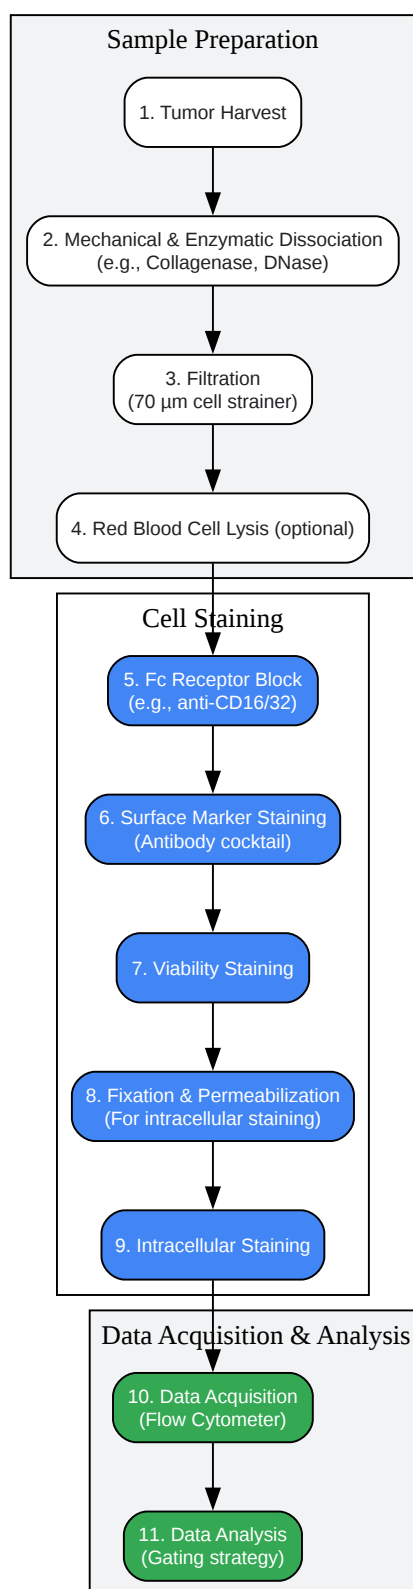 Sample Preparation
1. Tumor Harvest
2. Mechanical & Enzymatic Dissociation
(e.g., Collagenase, DNase)
3. Filtration
(70 µm cell strainer)
4. Red Blood Cell Lysis (optional)
Cell Staining
5. Fc Receptor Block
(e.g., anti-CD16/32)
6. Surface Marker Staining
(Antibody cocktail)
7. Viability Staining
8. Fixation & Permeabilization
(For intracellular staining)
9. Intracellular Staining
Data Acquisition & Analysis
10. Data Acquisition
(Flow Cytometer)
11. Data Analysis
(Gating strategy)